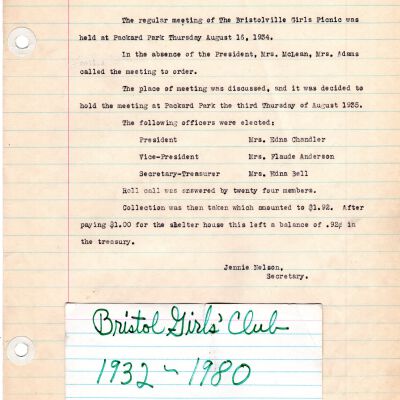 The regular meeting of The Bristolville Girls Picnic was
held at Packard Park Thursday August 16, 1934.
In the absence of the President, Mrs. McLean, Mrs. Adams
called the meeting to order.
The place of meeting was discussed, and it was decided to
hold the meeting at Packard Park the third Thursday of August 1935.
The following officers were elected:
President Mrs. Edna Chandler
Vice-President Mrs. Flaude Anderson
Secretary-Treasurer Mrs. Edna Bell
Roll call was answered by twenty four members.
Collection was then taken which amounted to $1.92. After
paying $1.00 for the shelter house this left a balance of .92¢ in
the treasury.
Jennie Nelson,
Secretary.
Bristol Girls' Club
1932 ~ 1980